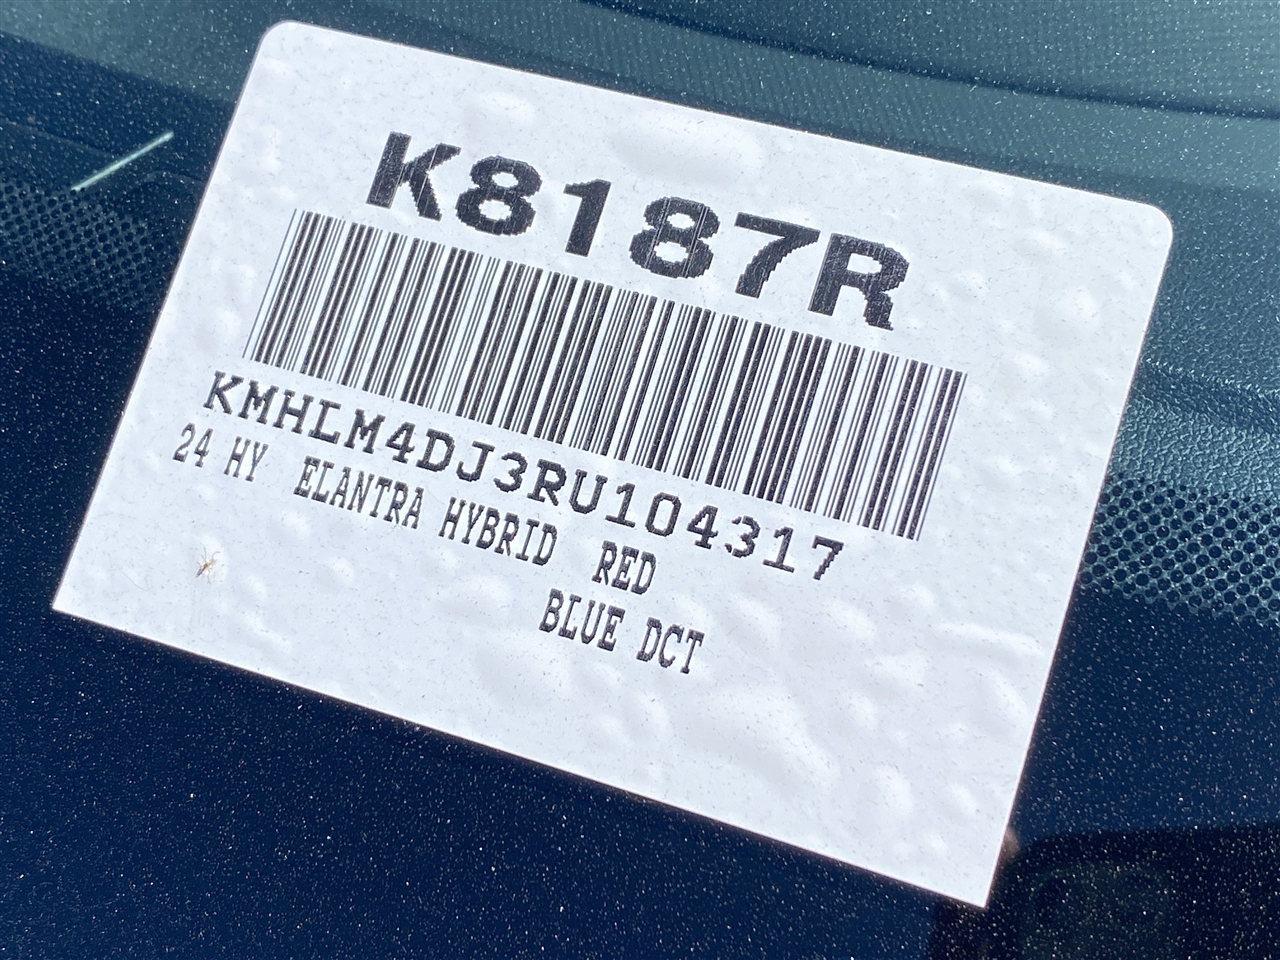 K8187R
KMHLM4DJ3RU104317
24 HY ELANTRA HYBRID RED
BLUE DCT